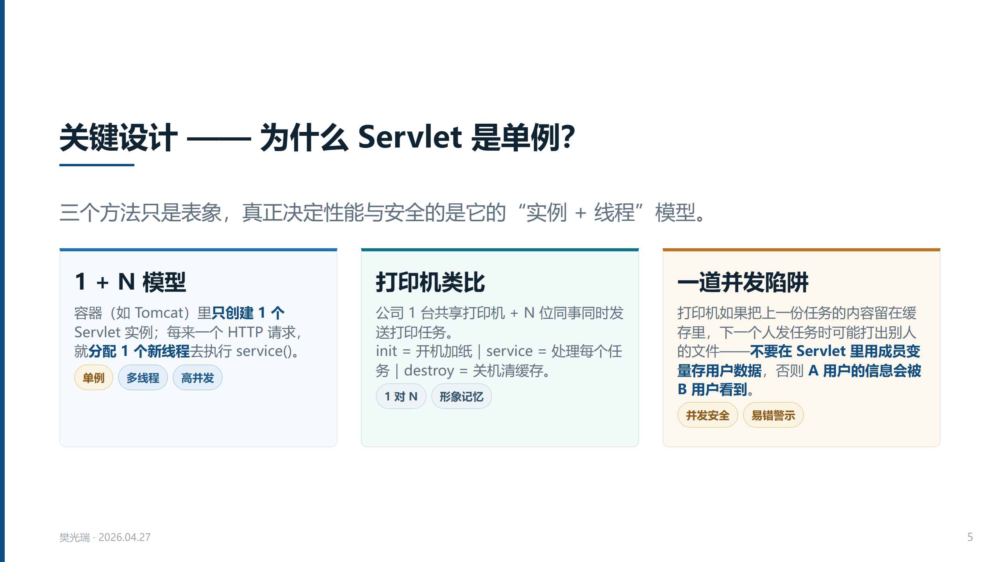 关键设计 —— 为什么 Servlet 是单例？
三个方法只是表象，真正决定性能与安全的是它的“实例 + 线程”模型。
1 + N 模型
容器（如 Tomcat）里只创建 1 个
Servlet 实例；每来一个 HTTP 请求，
就分配 1 个新线程去执行 service()。
单例 多线程 高并发
打印机类比
公司 1 台共享打印机 + N 位同事同时发
送打印任务。
init = 开机加纸 | service = 处理每个任
务 | destroy = 关机清缓存。
1 对 N 形象记忆
一道并发陷阱
打印机如果把上一份任务的内容留在缓
存里，下一个人发任务时可能打出别人
的文件——不要在 Servlet 里用成员变
量存用户数据，否则 A 用户的信息会被
B 用户看到。
并发安全 易错警示
樊光瑞 · 2026.04.27
5